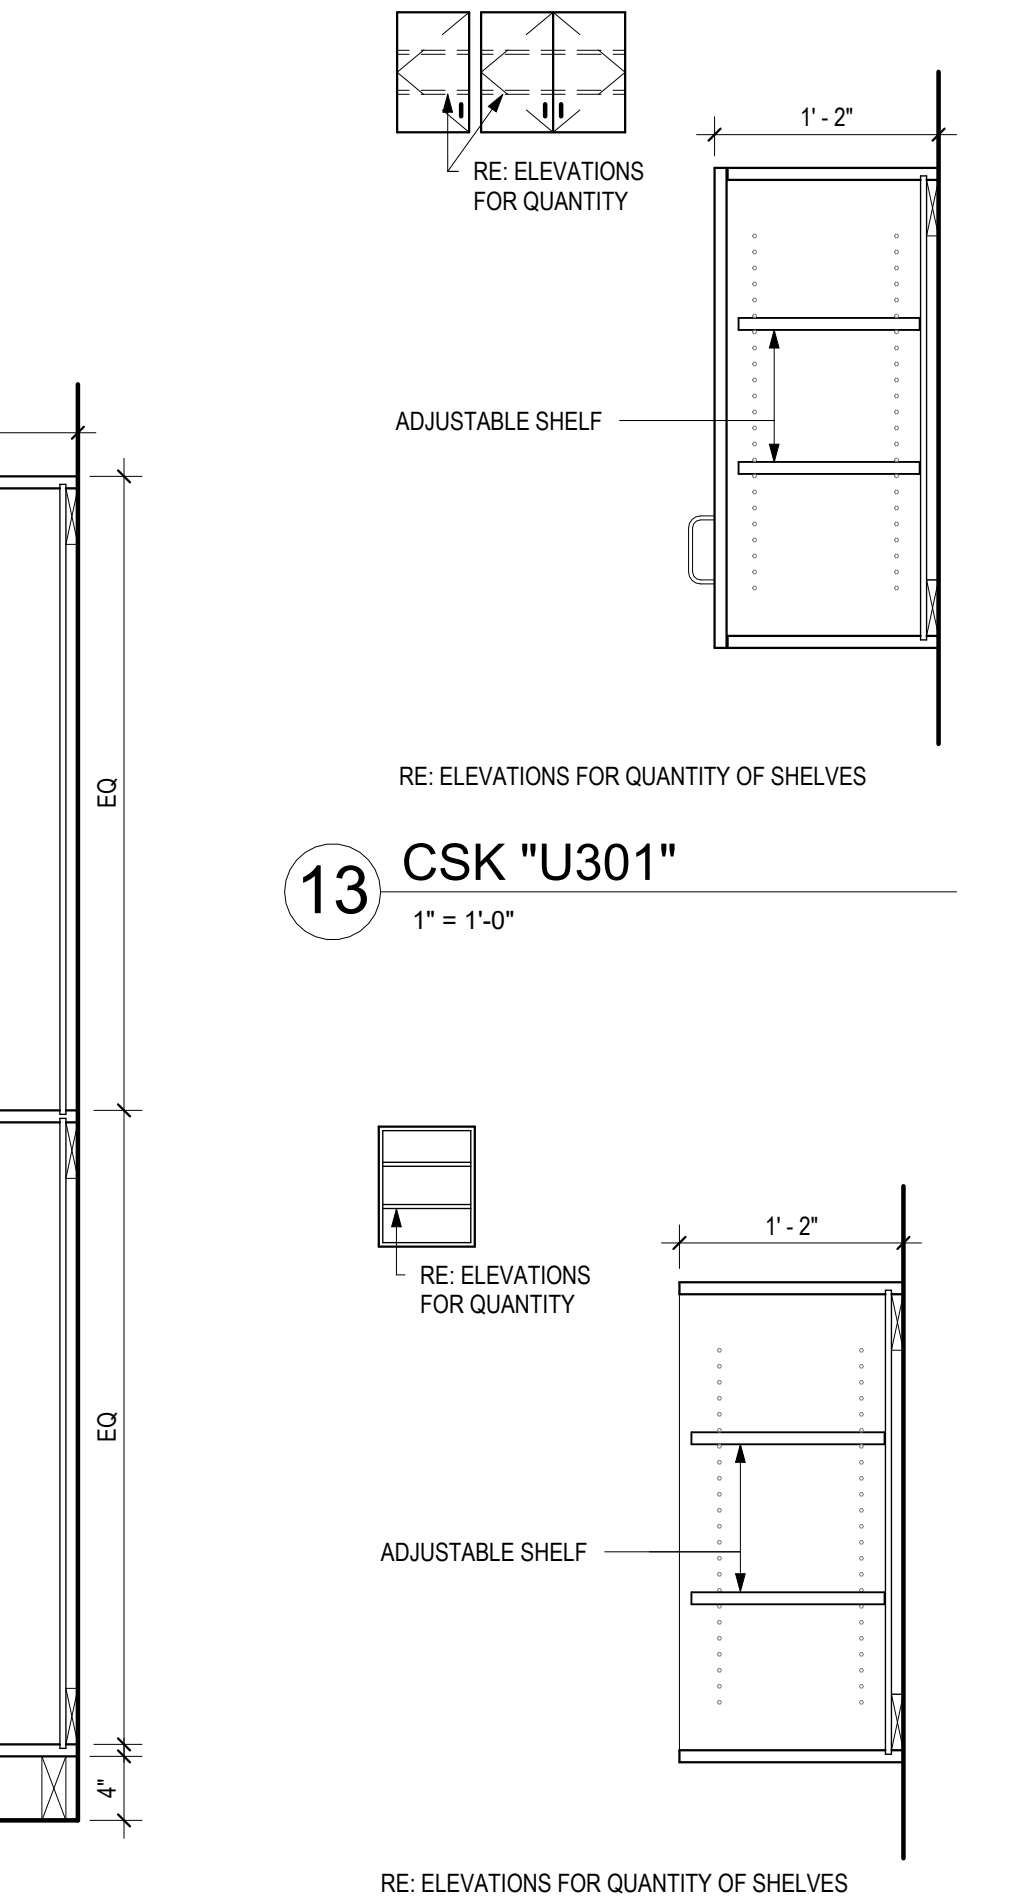 1' - 2"
RE: ELEVATIONS
FOR QUANTITY
ADJUSTABLE SHELF
RE: ELEVATIONS FOR QUANTITY OF SHELVES
13
CSK "U301"
1" = 1'-0"
EQ
EQ
4"
1' - 2"
RE: ELEVATIONS
FOR QUANTITY
ADJUSTABLE SHELF
RE: ELEVATIONS FOR QUANTITY OF SHELVES